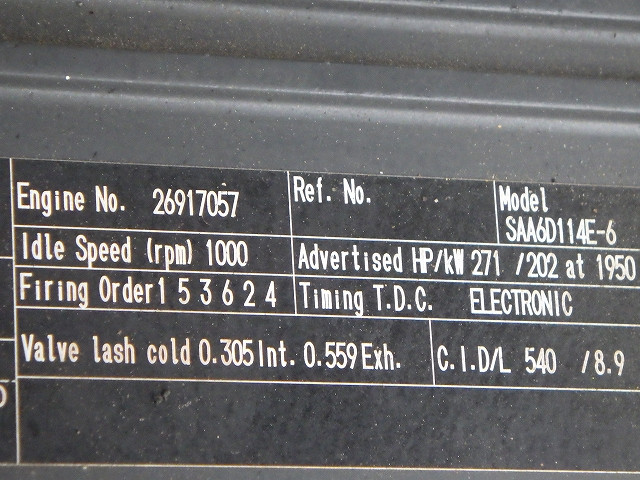 Engine No. 26917057 Ref. No. Model
SAA6D114E-6
Idle Speed (rpm) 1000 Advertised HP/kW 271 /202 at 1950
Firing Order 1 5 3 6 2 4 Timing T.D.C. ELECTRONIC
Valve lash cold 0.305 Int. 0.559 Exh. C.I.D/L 540 /8.9